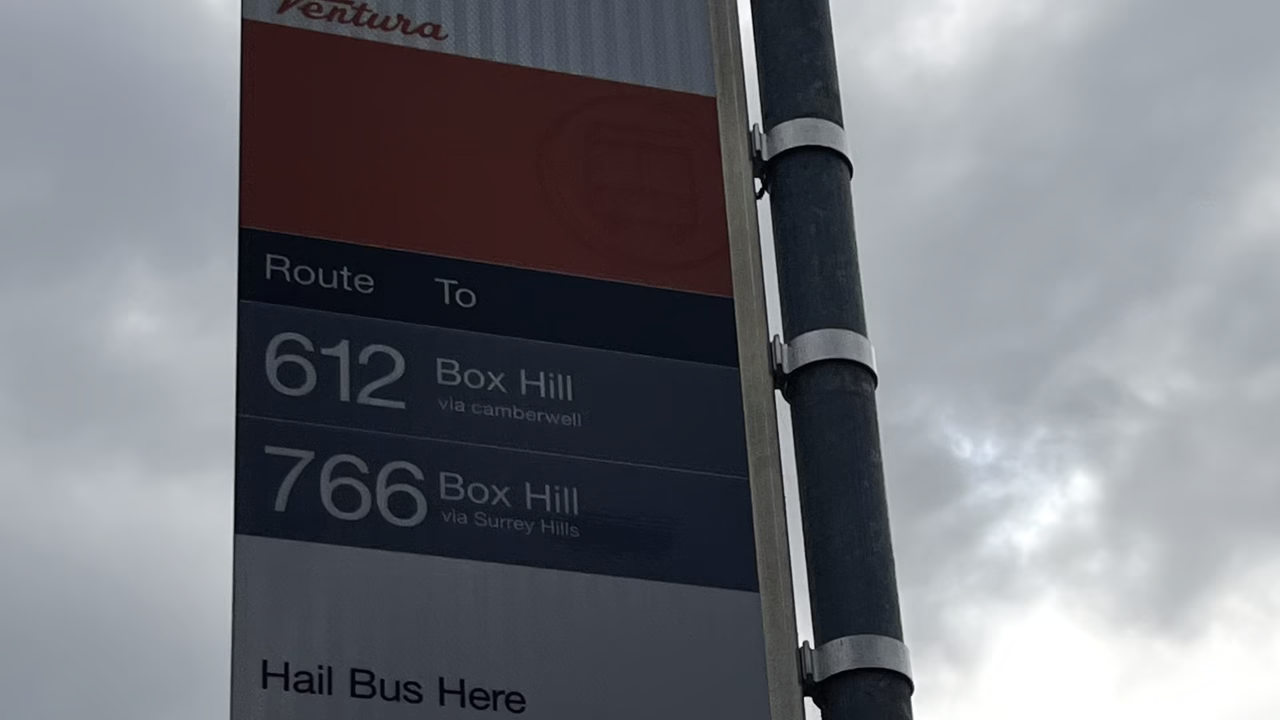 Ventura
Route To
612 Box Hill
via camberwell
766 Box Hill
via Surrey Hills
Hail Bus Here